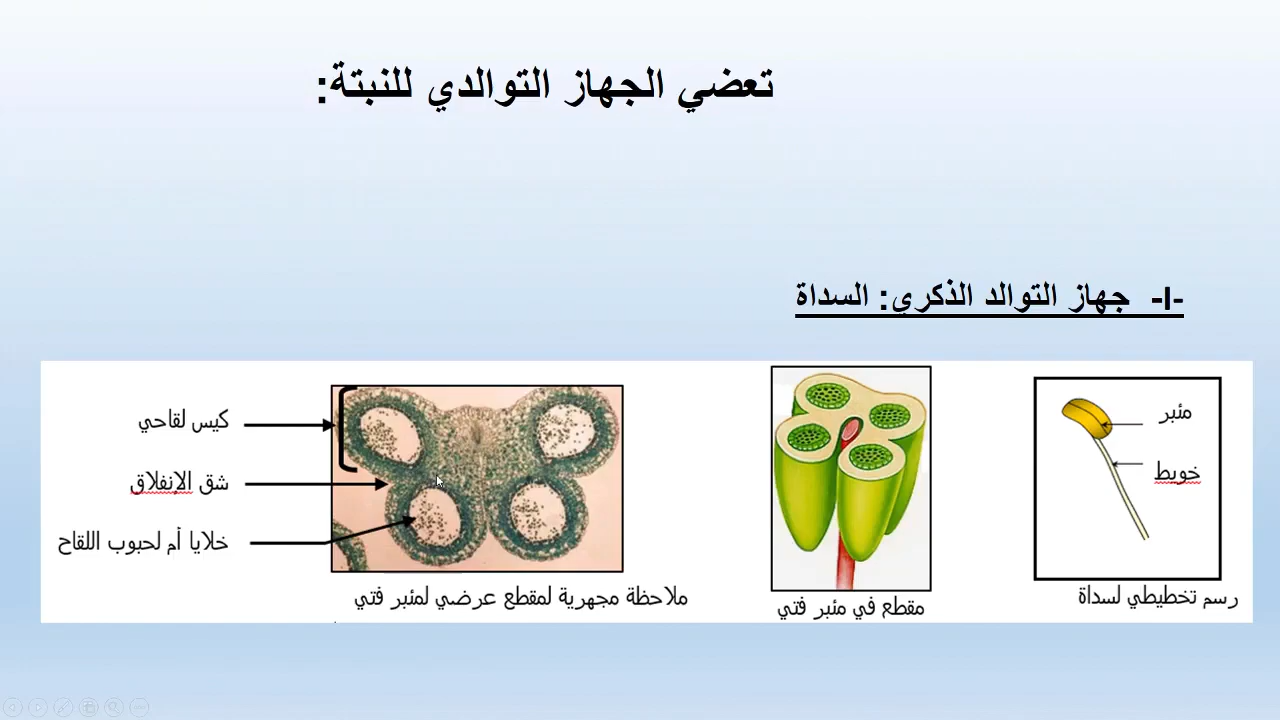 تعضي الجهاز التوالدي للنبتة:
-I- جهاز التوالد الذكري: السداة
مئبر
خويط
رسم تخطيطي لسداة
مقطع في مئبر فتي
كيس لقاحي
شق الإنفلاق
خلايا أم لحبوب اللقاح
ملاحظة مجهرية لمقطع عرضي لمئبر فتي